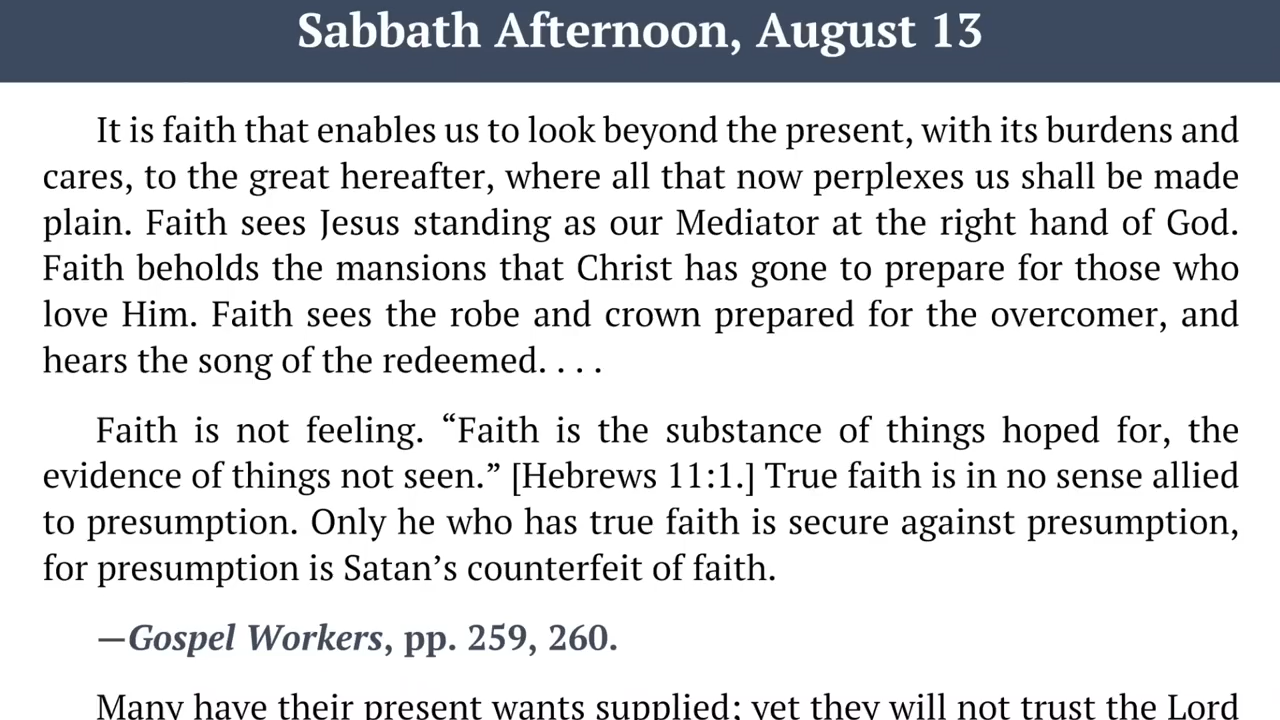 Sabbath Afternoon, August 13
It is faith that enables us to look beyond the present, with its burdens and
cares, to the great hereafter, where all that now perplexes us shall be made
plain. Faith sees Jesus standing as our Mediator at the right hand of God.
Faith beholds the mansions that Christ has gone to prepare for those who
love Him. Faith sees the robe and crown prepared for the overcomer, and
hears the song of the redeemed. . . .
Faith is not feeling. “Faith is the substance of things hoped for, the
evidence of things not seen.” [Hebrews 11:1.] True faith is in no sense allied
to presumption. Only he who has true faith is secure against presumption,
for presumption is Satan’s counterfeit of faith.
—Gospel Workers, pp. 259, 260.
Many have their present wants supplied; yet they will not trust the Lord